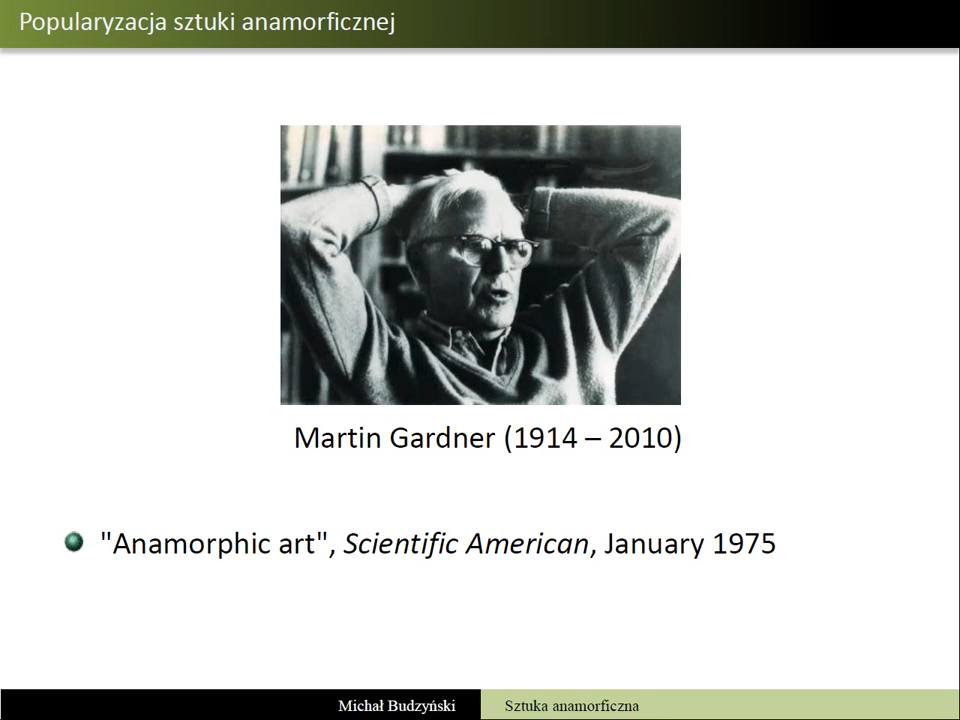 Popularyzacja sztuki anamorficznej
Martin Gardner (1914 – 2010)
"Anamorphic art", Scientific American, January 1975
Michał Budzyński
Sztuka anamorficzna